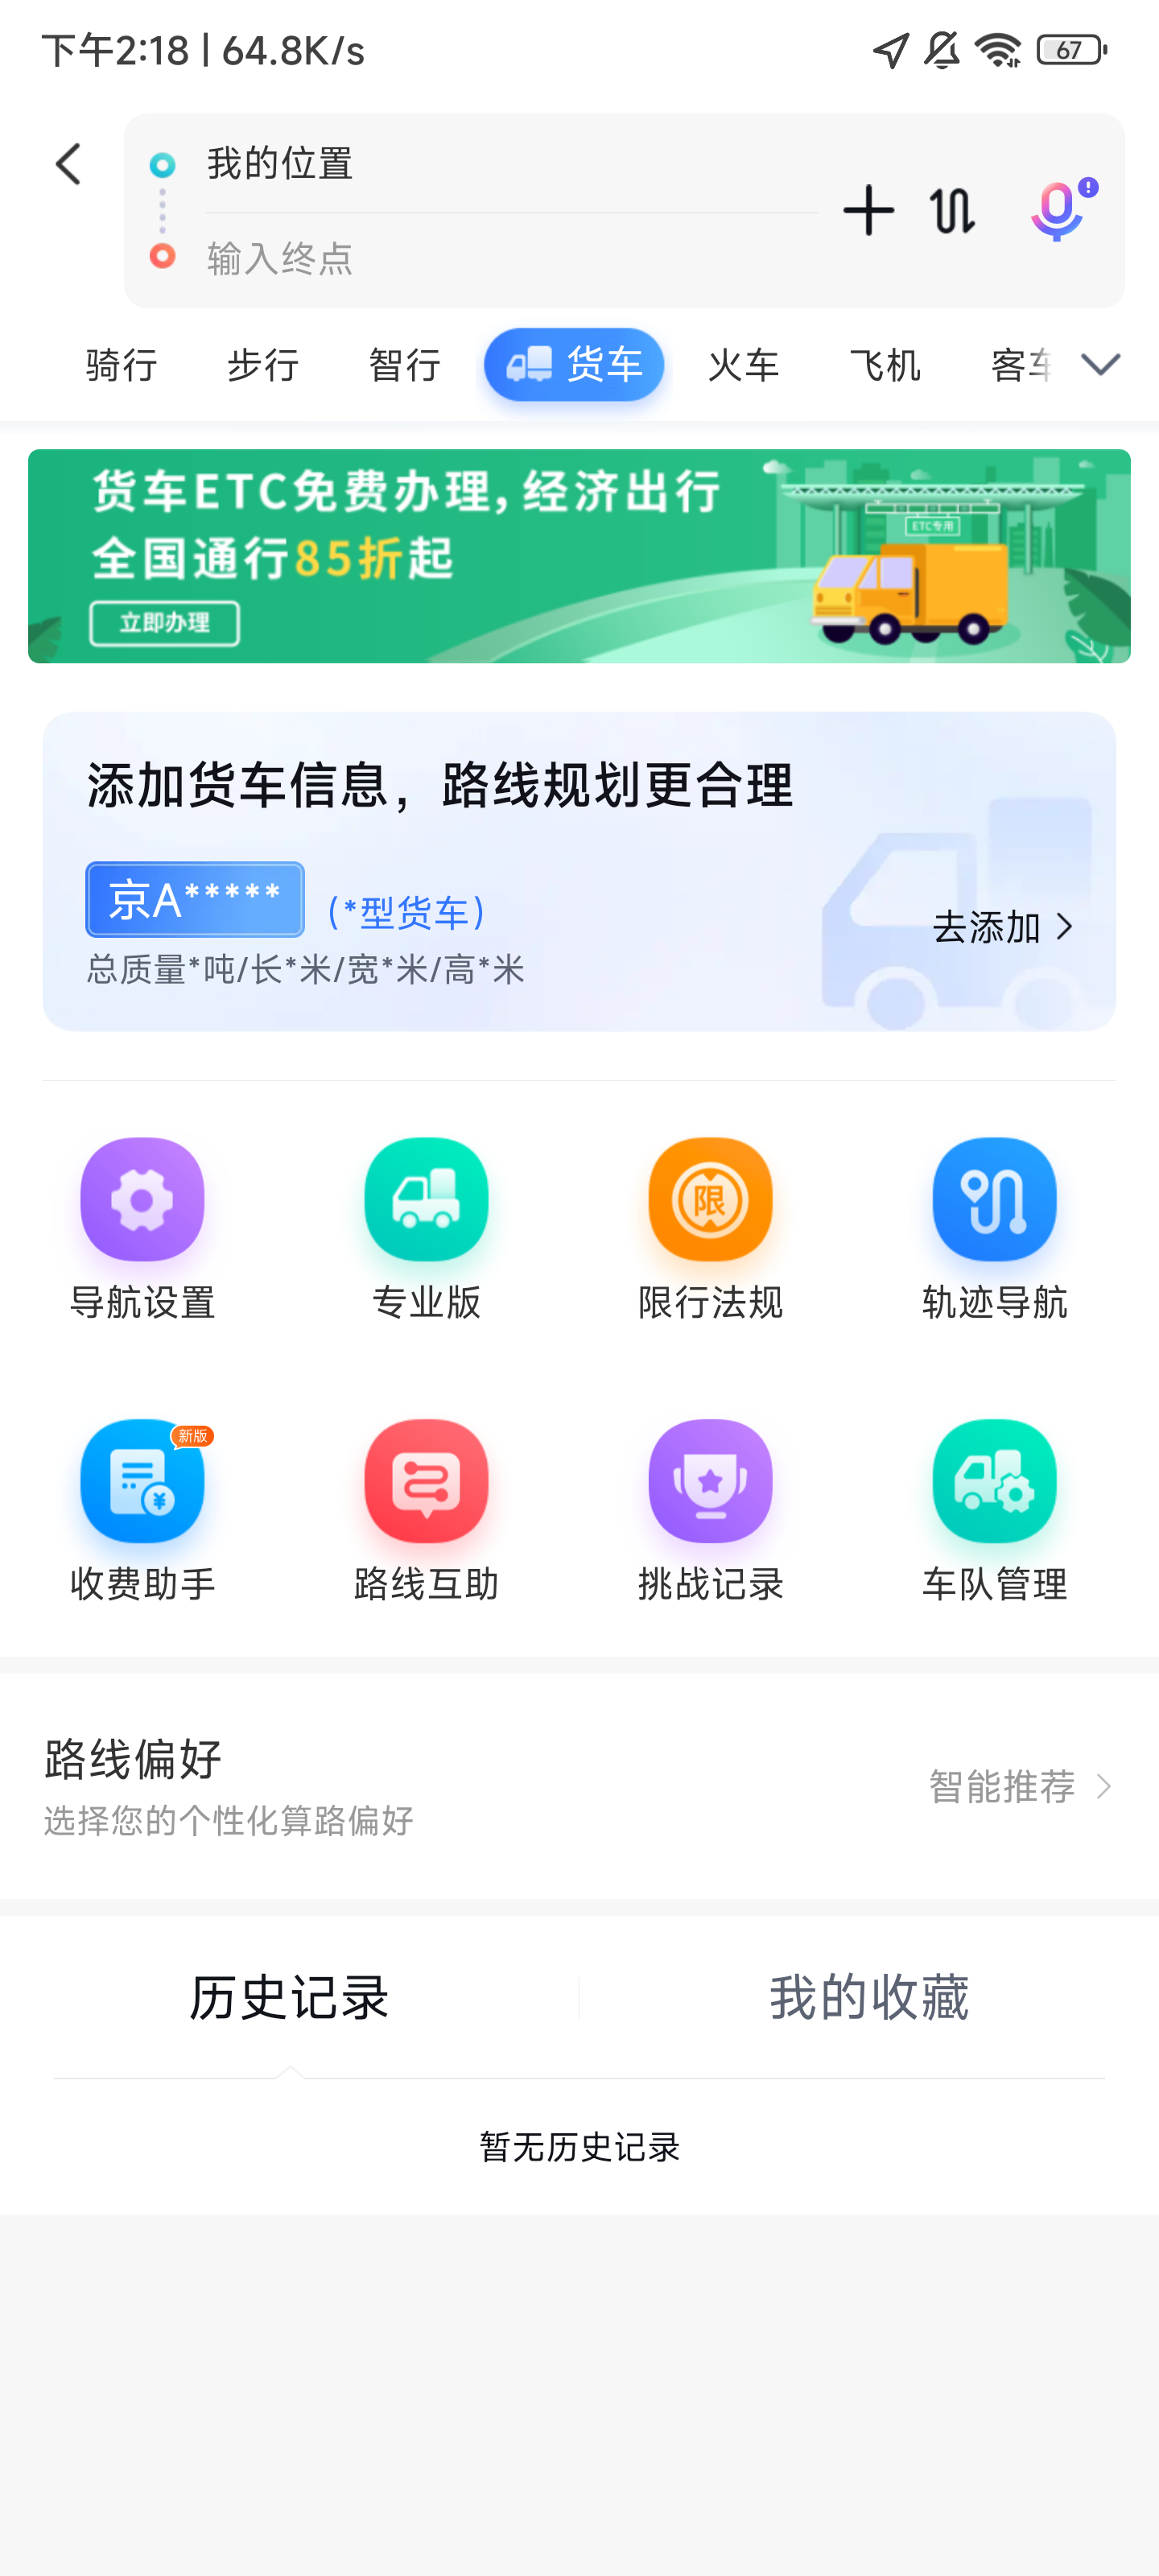 下午2:18 | 64.8K/s
67
我的位置
输入终点
骑行 步行 智行 货车 火车 飞机 客车
货车ETC免费办理,经济出行
全国通行85折起
立即办理
ETC专用
添加货车信息，路线规划更合理
京A*****
(*型货车)
去添加
总质量*吨/长*米/宽*米/高*米
限
导航设置 专业版 限行法规 轨迹导航
新版
¥
收费助手 路线互助 挑战记录 车队管理
路线偏好
智能推荐
选择您的个性化算路偏好
历史记录 我的收藏
暂无历史记录